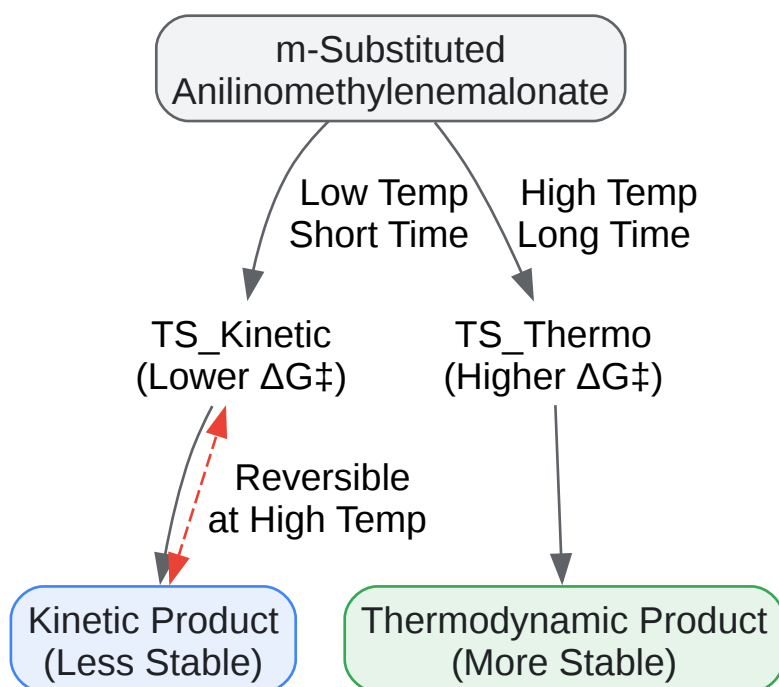 m-Substituted
Anilinomethylenemalonate
Low Temp
Short Time
High Temp
Long Time
TS_Kinetic
(Lower ΔG‡)
TS_Thermo
(Higher ΔG‡)
Reversible
at High Temp
Kinetic Product
(Less Stable)
Thermodynamic Product
(More Stable)